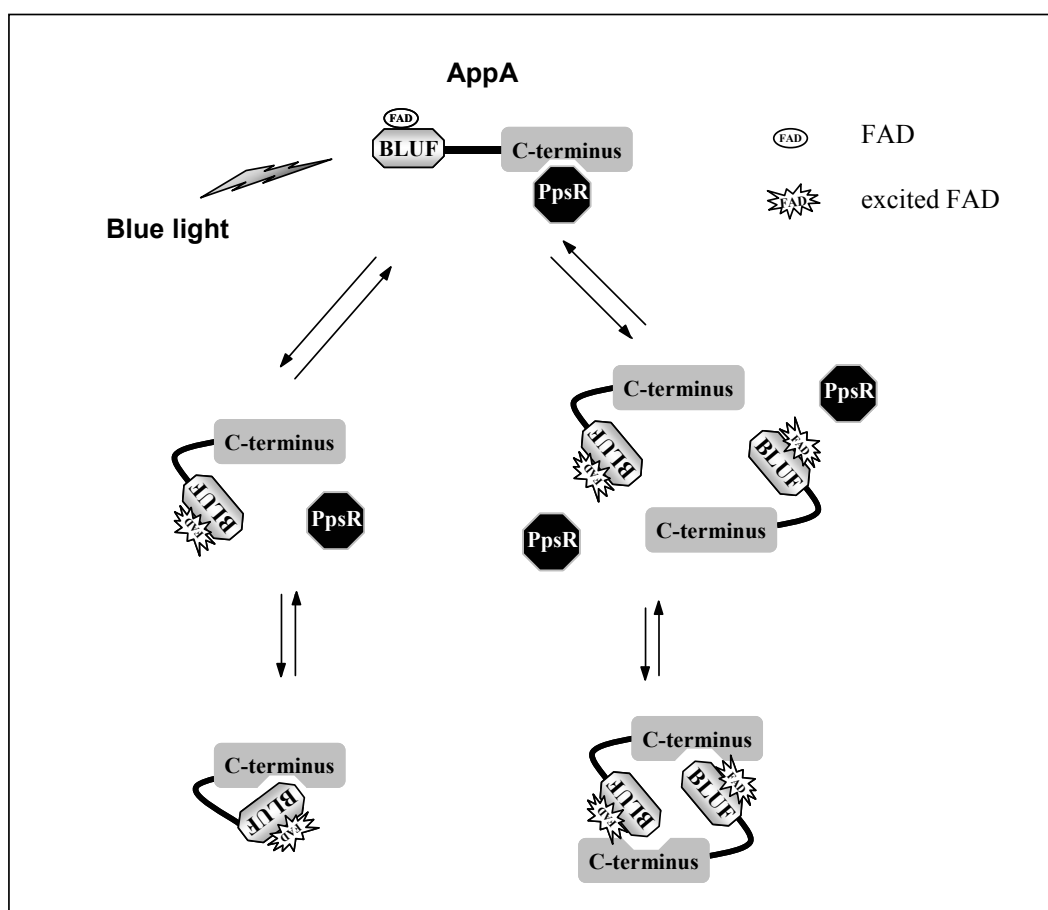 AppA
FAD
BLUF
C-terminus
PpsR
FAD
FAD
FAD
excited FAD
Blue light
C-terminus
BLUF
FAD
PpsR
C-terminus
BLUF
FAD
PpsR
FAD
BLUF
C-terminus
PpsR
C-terminus
BLUF
FAD
C-terminus
BLUF
FAD
FAD
BLUF
C-terminus